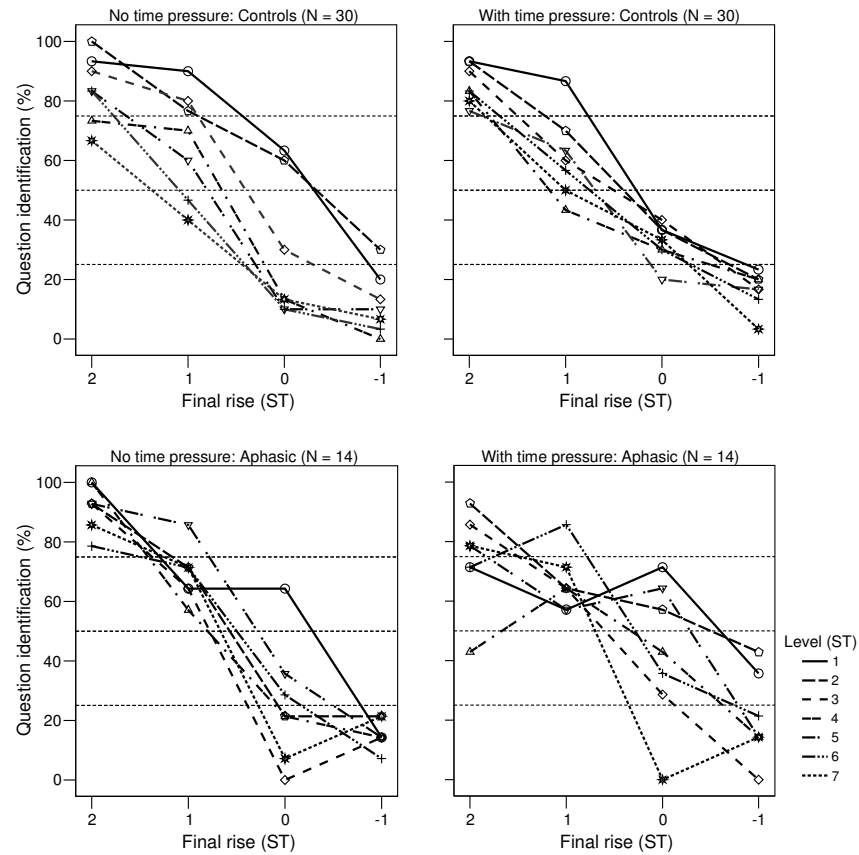 No time pressure: Controls (N = 30)
With time pressure: Controls (N = 30)
Question identification (%)
100
80
60
40
20
0
2 1 0 -1
2 1 0 -1
Final rise (ST)
Final rise (ST)
No time pressure: Aphasic (N = 14)
With time pressure: Aphasic (N = 14)
Question identification (%)
100
80
60
40
20
0
2 1 0 -1
2 1 0 -1
Final rise (ST)
Final rise (ST)
Level (ST)
1
2
3
4
5
6
7